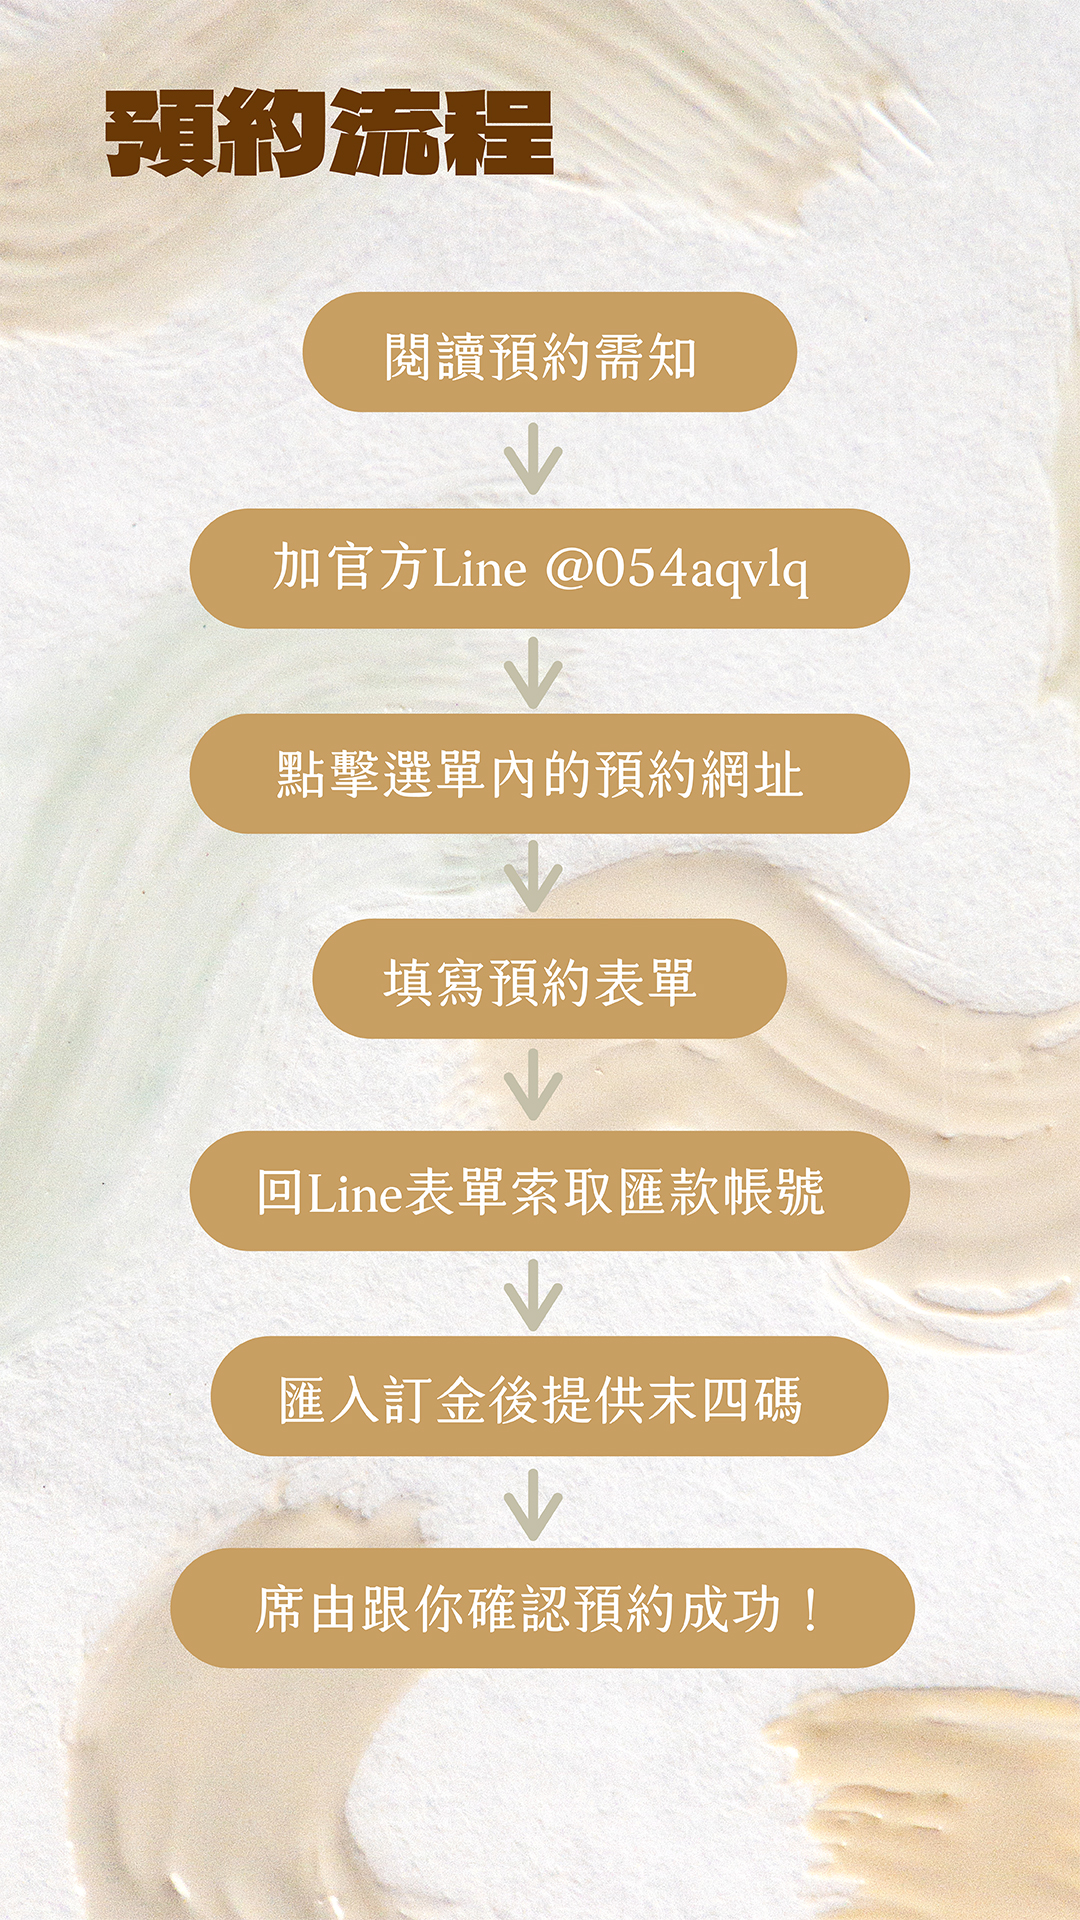 預約流程
閱讀預約需知
加官方Line @054aqvlq
點擊選單內的預約網址
填寫預約表單
回Line表單索取匯款帳號
匯入訂金後提供末四碼
席由跟你確認預約成功！